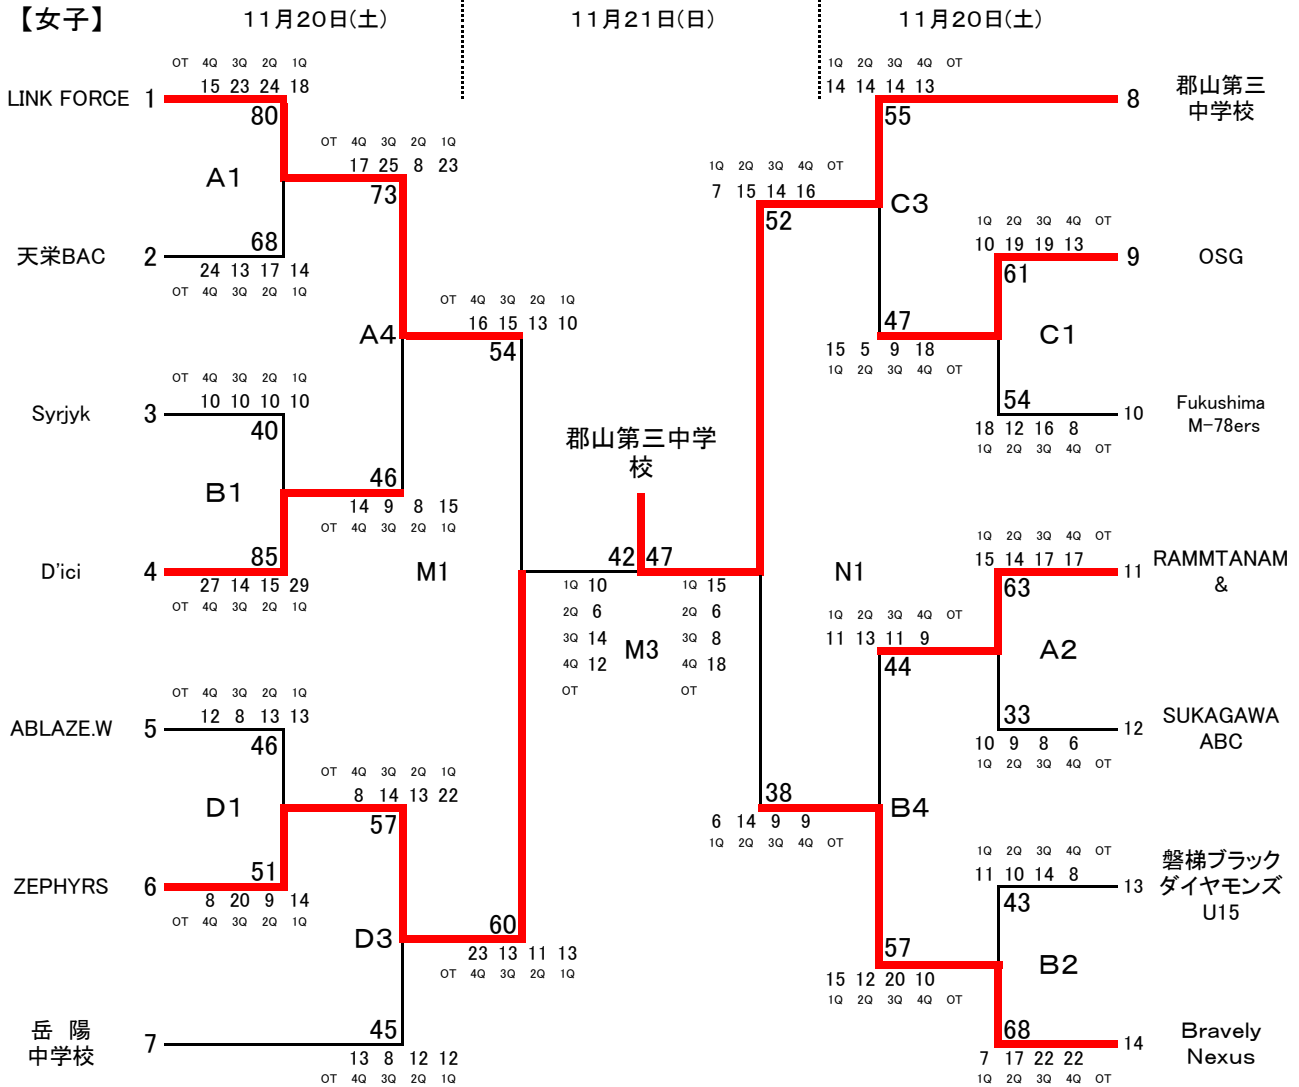 【女子】 11月20日(土) 11月21日(日) 11月20日(土)
OT 4Q 3Q 2Q 1Q
15 23 24 18
LINK FORCE 1
80
A1
68
天栄BAC 2
24 13 17 14
OT 4Q 3Q 2Q 1Q
OT 4Q 3Q 2Q 1Q
17 25 8 23
73
A4
46
14 9 8 15
OT 4Q 3Q 2Q 1Q
OT 4Q 3Q 2Q 1Q
10 10 10 10
Syrjyk 3
40
B1
85
D'ici 4
27 14 15 29
OT 4Q 3Q 2Q 1Q
OT 4Q 3Q 2Q 1Q
16 15 13 10
54
M1
60
23 13 11 13
OT 4Q 3Q 2Q 1Q
OT 4Q 3Q 2Q 1Q
12 8 13 13
ABLAZE.W 5
46
D1
51
ZEPHYRS 6
8 20 9 14
OT 4Q 3Q 2Q 1Q
OT 4Q 3Q 2Q 1Q
8 14 13 22
57
D3
45
岳 陽
中学校
7
13 8 12 12
OT 4Q 3Q 2Q 1Q
郡山第三中学
校
42 47
1Q 10 1Q 15
2Q 6 2Q 6
3Q 14 3Q 8
M3
4Q 12 4Q 18
OT OT
1Q 2Q 3Q 4Q OT
7 15 14 16
52
N1
38
6 14 9 9
1Q 2Q 3Q 4Q OT
1Q 2Q 3Q 4Q OT
14 14 14 13
55
8
郡山第三
中学校
C3
47
15 5 9 18
1Q 2Q 3Q 4Q OT
1Q 2Q 3Q 4Q OT
10 19 19 13
61
9 OSG
C1
54
10
Fukushima
M-78ers
18 12 16 8
1Q 2Q 3Q 4Q OT
1Q 2Q 3Q 4Q OT
15 14 17 17
63
11
RAMMTANAM
&
A2
33
12
SUKAGAWA
ABC
10 9 8 6
1Q 2Q 3Q 4Q OT
1Q 2Q 3Q 4Q OT
11 13 11 9
44
B4
57
15 12 20 10
1Q 2Q 3Q 4Q OT
1Q 2Q 3Q 4Q OT
11 10 14 8
43
13
磐梯ブラック
ダイヤモンズ
U15
B2
68
14
Bravely
Nexus
7 17 22 22
1Q 2Q 3Q 4Q OT